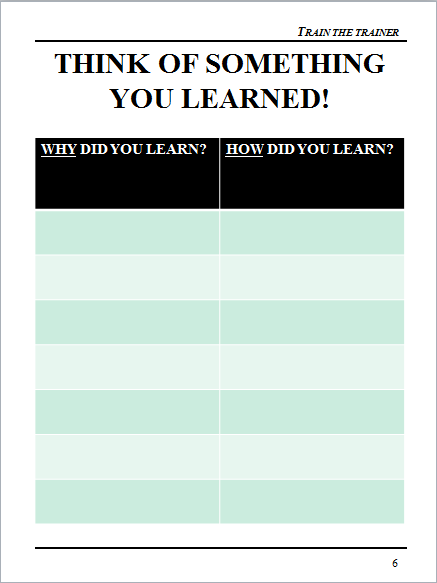 TRAIN THE TRAINER
THINK OF SOMETHING
YOU LEARNED!
WHY DID YOU LEARN?
HOW DID YOU LEARN?
6